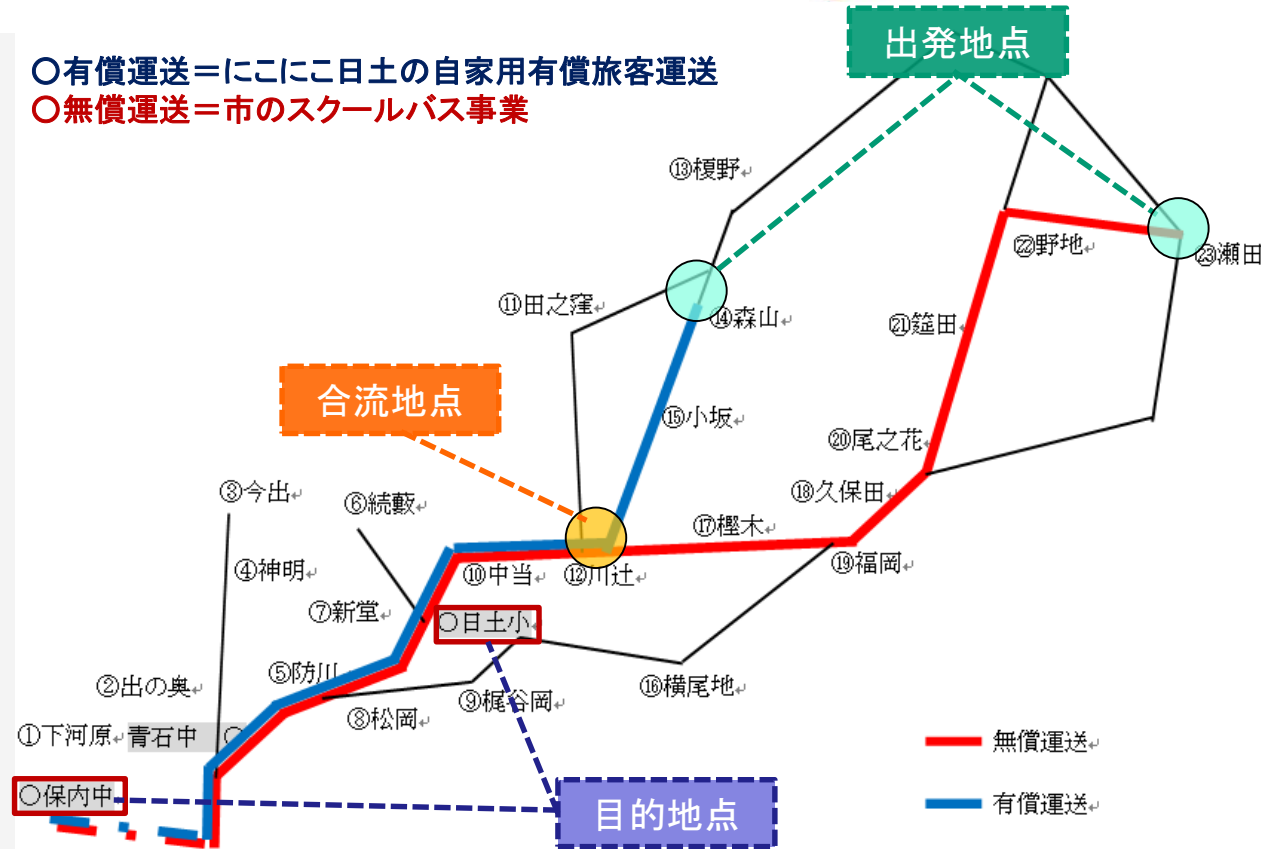 〇有償運送＝にこにこ日土の自家用有償旅客運送
〇無償運送＝市のスクールバス事業
出発地点
⑬榎野
㉒野地
㉓瀬田
⑪田之窪
⑭森山
㉑筵田
合流地点
⑮小坂
⑳尾之花
③今出
⑥続藪
⑱久保田
⑰樫木
④神明
⑩中当
⑫川辻
⑲福岡
⑦新堂
〇日土小
⑤防川
②出の奥
⑯横尾地
⑨梶谷岡
⑧松岡
①下河原
青石中 〇
無償運送
〇保内中
目的地点
有償運送